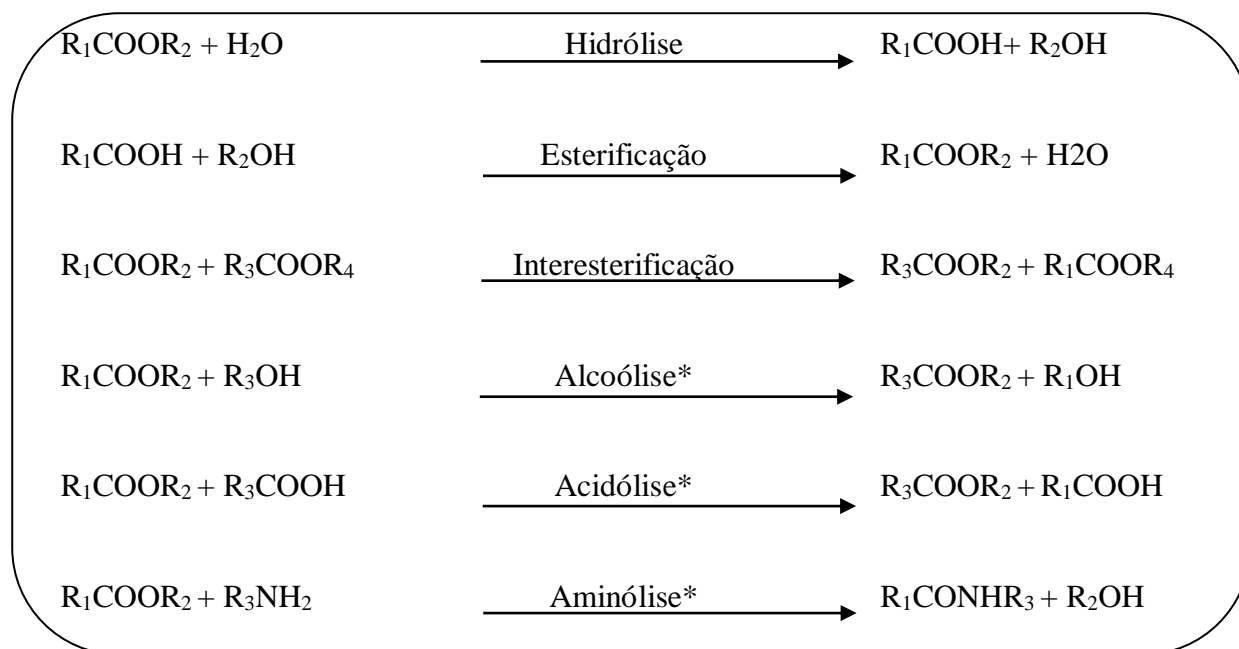 R₁COOR₂ + H₂O Hidrólise R₁COOH+ R₂OH
R₁COOH + R₂OH Esterificação R₁COOR₂ + H2O
R₁COOR₂ + R₃COOR₄ Interesterificação R₃COOR₂ + R₁COOR₄
R₁COOR₂ + R₃OH Alcoólise* R₃COOR₂ + R₁OH
R₁COOR₂ + R₃COOH Acidólise* R₃COOR₂ + R₁COOH
R₁COOR₂ + R₃NH₂ Aminólise* R₁CONHR₃ + R₂OH